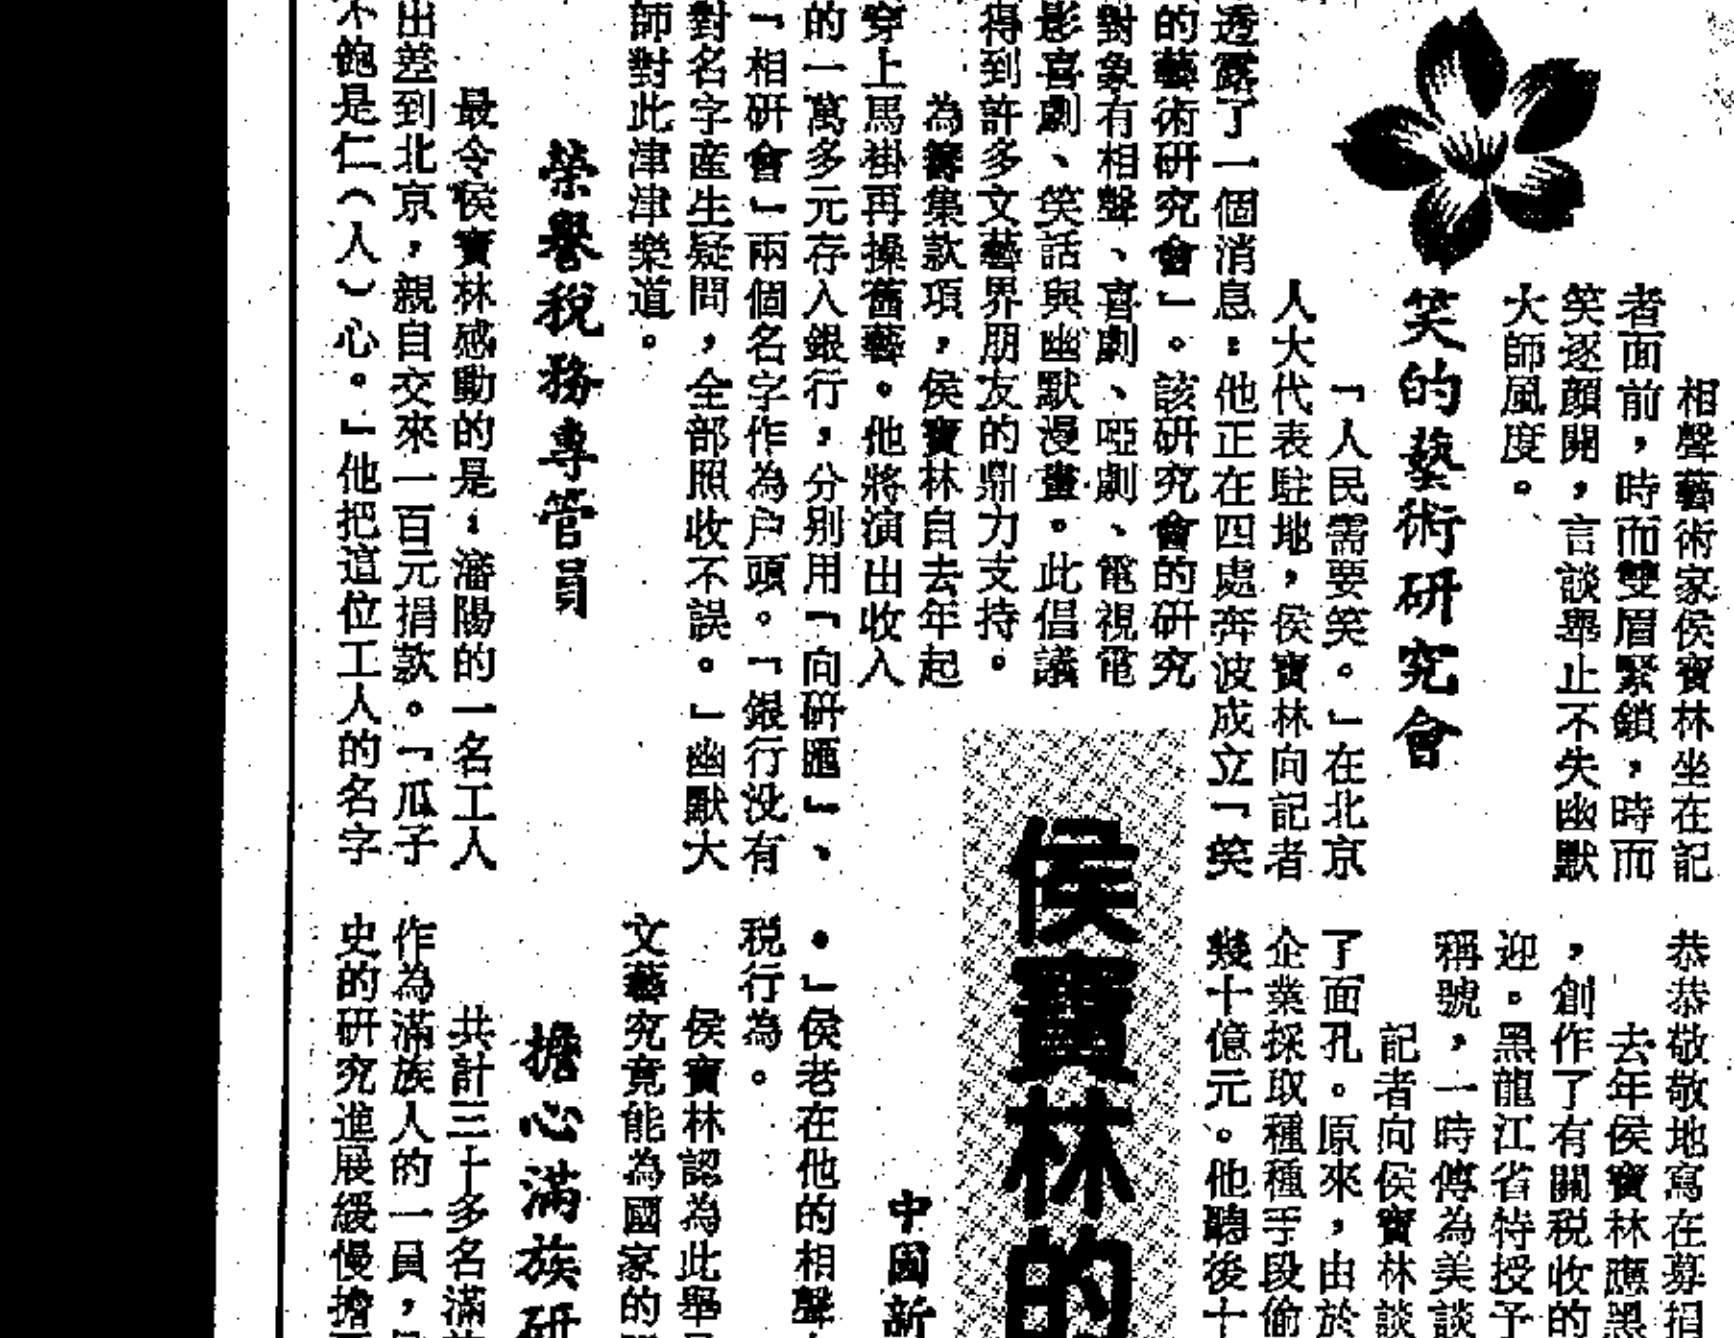 相聲藝術家侯寶林坐在記
者面前，時而雙眉緊鎖，時而
笑逐顏開，言談舉止不失幽默
大師風度。
笑的藝術研究會
「人民需要笑。」在北京
人大代表駐地，侯寶林向記者
透露了一個消息：他正在四處奔波成立「笑
的藝術研究會」。該研究會的研究
對象有相聲、喜劇、啞劇、電視電
影喜劇、笑話與幽默漫畫。此倡議
得到許多文藝界朋友的鼎力支持。
為籌集款項，侯寶林自去年起
穿上馬掛再操舊藝。他將演出收入
的一萬多元存入銀行，分別用「向研匯」、
「相研會」兩個名字作為戶頭。「銀行沒有
對名字產生疑問，全部照收不誤。」幽默大
師對此津津樂道。
榮譽稅務專管員
最令侯寶林感動的是：瀋陽的一名工人
出差到北京，親自交來一百元捐款。「瓜子
不飽是仁（人）心。」他把這位工人的名字
侯寶林的
中國新
恭恭敬敬地寫在募捐
去年侯寶林應黑
，創作了有關稅收的
迎。黑龍江省特授予
稱號，一時傳為美談
記者向侯寶林談
了面孔。原來，由於
企業採取種種手段偷
幾十億元。他聽後十
。」侯老在他的相聲
稅行為。
侯寶林認為此舉
文藝究竟能為國家的
擔心滿族研
共計三十多名滿
作為滿族人的一員，
史的研究進展緩慢擔